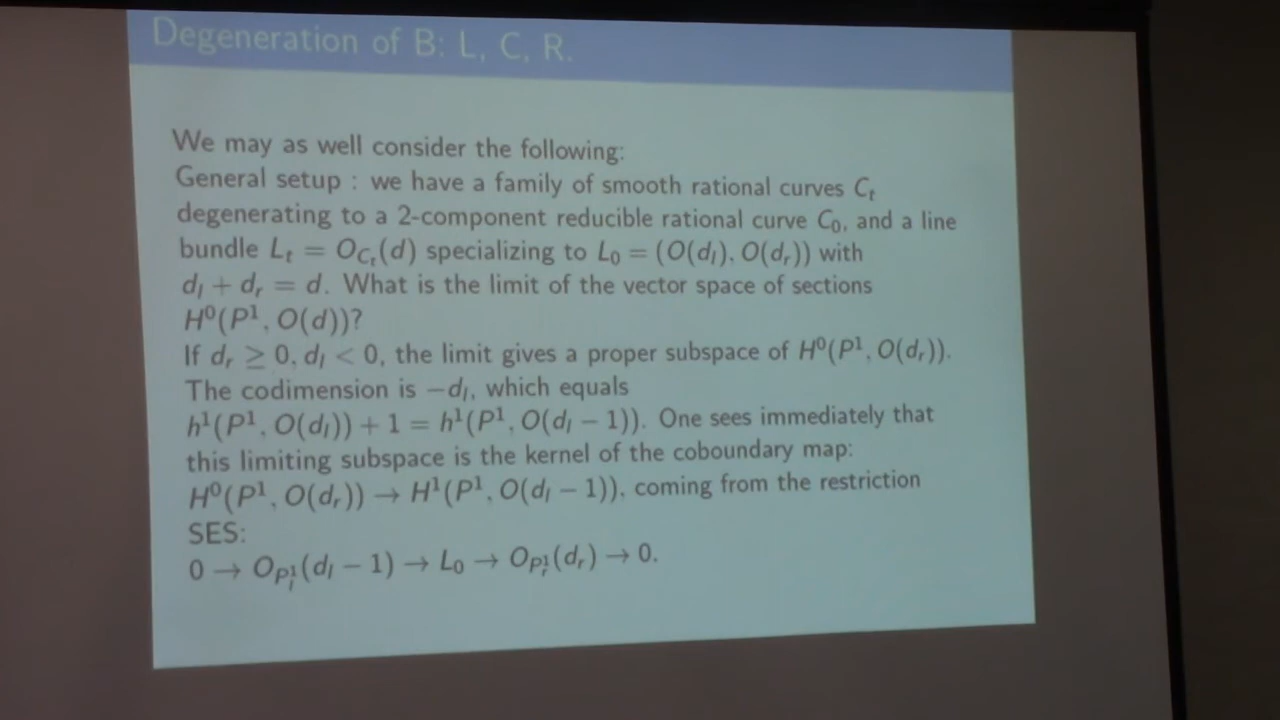 Degeneration of B: L, C, R.
We may as well consider the following:
General setup : we have a family of smooth rational curves C_t
degenerating to a 2-component reducible rational curve C_0, and a line
bundle L_t = O_{C_t}(d) specializing to L_0 = (O(d_l), O(d_r)) with
d_l + d_r = d. What is the limit of the vector space of sections
H^0(P^1, O(d))?
If d_r ≥ 0, d_l < 0, the limit gives a proper subspace of H^0(P^1, O(d_r)).
The codimension is −d_l, which equals
h^1(P^1, O(d_l)) + 1 = h^1(P^1, O(d_l − 1)). One sees immediately that
this limiting subspace is the kernel of the coboundary map:
H^0(P^1, O(d_r)) → H^1(P^1, O(d_l − 1)), coming from the restriction
SES:
0 → O_{P^1_l}(d_l − 1) → L_0 → O_{P^1_r}(d_r) → 0.